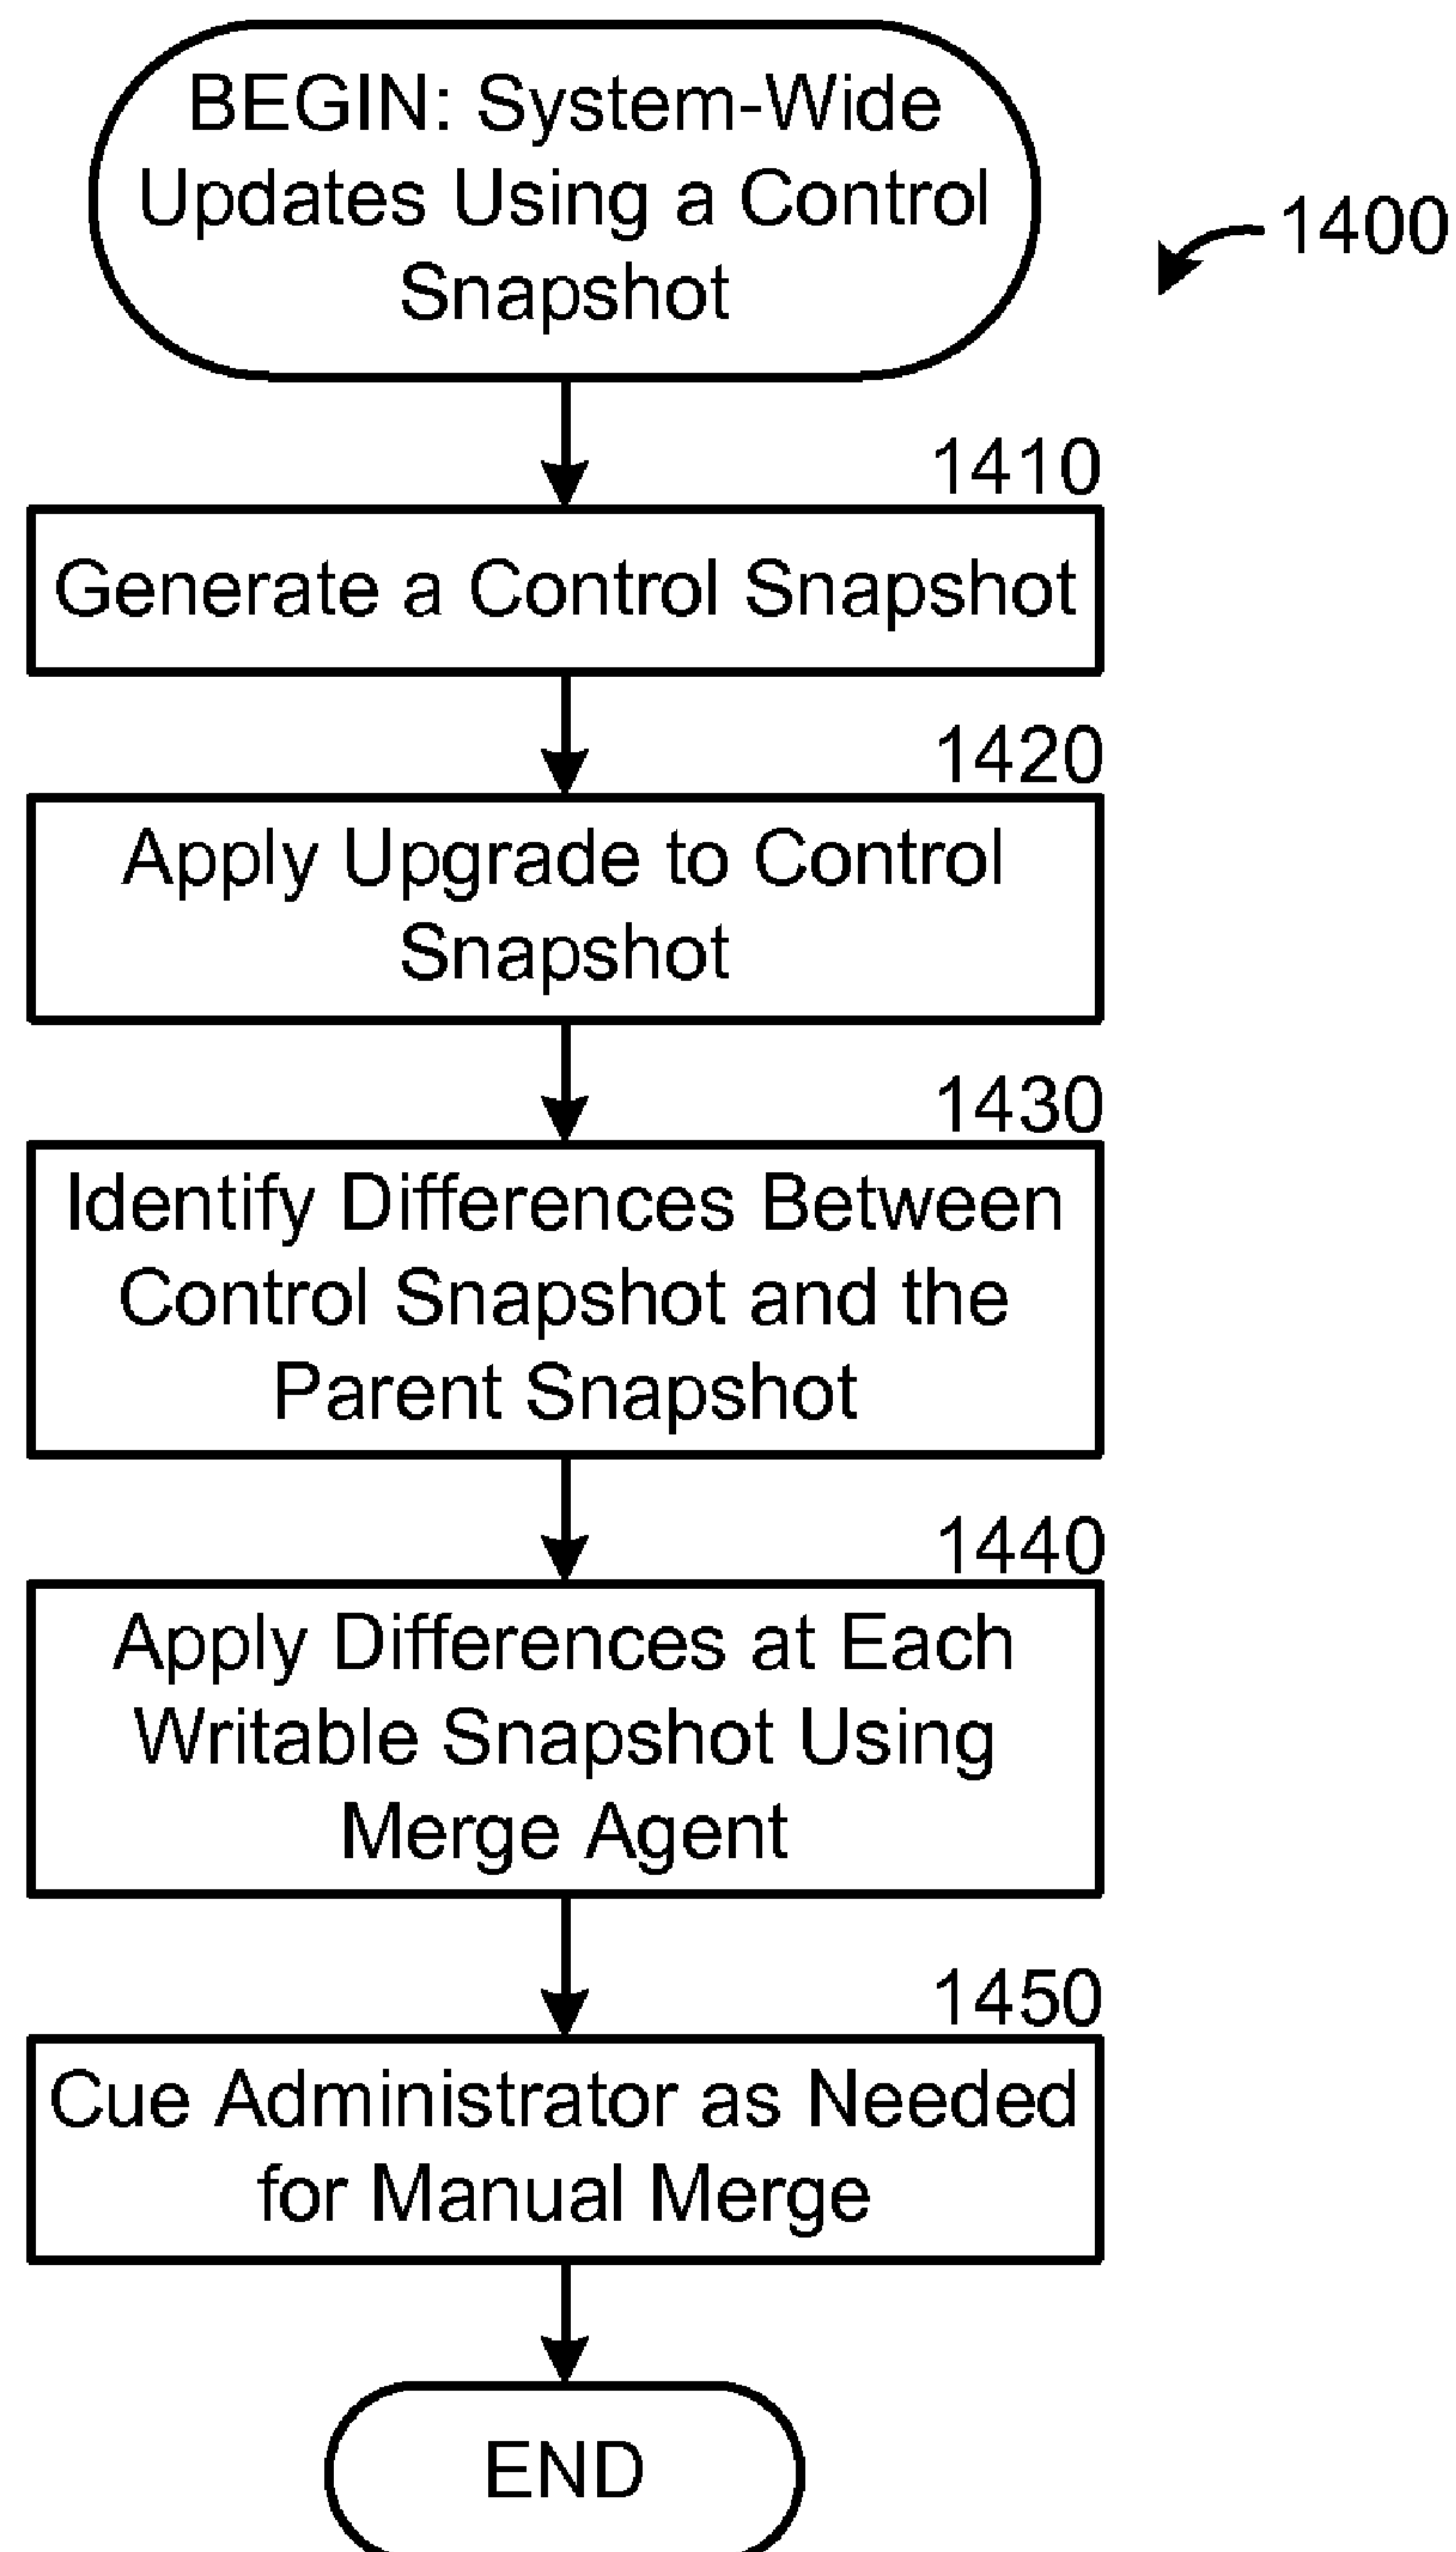 BEGIN: System-Wide
Updates Using a Control
Snapshot
1400
1410
Generate a Control Snapshot
1420
Apply Upgrade to Control
Snapshot
1430
Identify Differences Between
Control Snapshot and the
Parent Snapshot
1440
Apply Differences at Each
Writable Snapshot Using
Merge Agent
1450
Cue Administrator as Needed
for Manual Merge
END